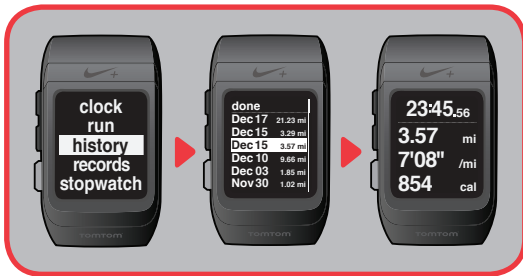 clock
run
history
records
stopwatch
TOMTOM
done
Dec 17 21.23 mi
Dec 15 3.29 mi
Dec 15 3.57 mi
Dec 10 9.66 mi
Dec 03 1.85 mi
Nov 30 1.02 mi
TOMTOM
23:45.56
3.57 mi
7'08" /mi
854 cal
TOMTOM